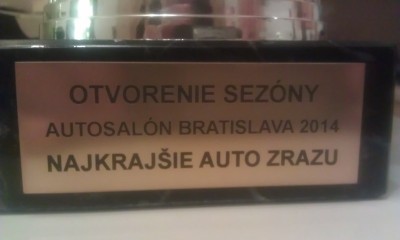 OTVORENIE SEZÓNY
AUTOSALÓN BRATISLAVA 2014
NAJKRAJŠIE AUTO ZRAZU